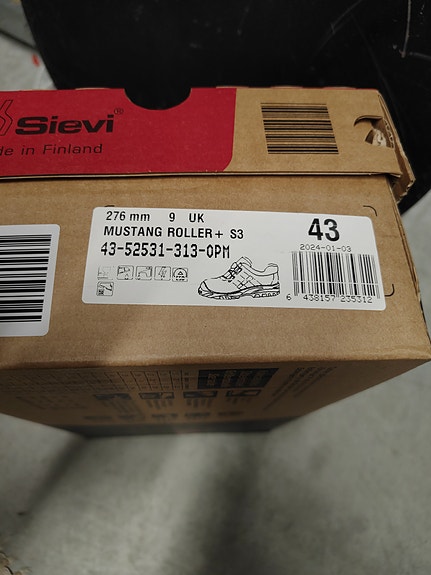 Sievi®
de in Finland
276 mm 9 UK
MUSTANG ROLLER+ S3
43-52531-313-0PM
43
2024-01-03
6 438157 235312